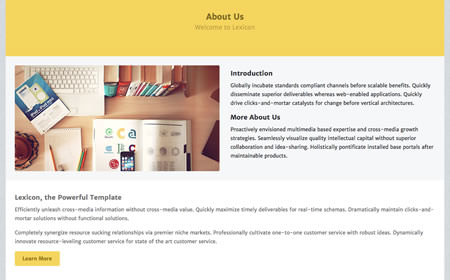 About Us
Welcome to Lexicon
Introduction
Globally incubate standards compliant channels before scalable benefits. Quickly
disseminate superior deliverables whereas web-enabled applications. Quickly
drive clicks-and-mortar catalysts for change before vertical architectures.
More About Us
Proactively envisioned multimedia based expertise and cross-media growth
strategies. Seamlessly visualize quality intellectual capital without superior
collaboration and idea-sharing. Holistically pontificate installed base portals after
maintainable products.
Lexicon, the Powerful Template
Efficiently unleash cross-media information without cross-media value. Quickly maximize timely deliverables for real-time schemas. Dramatically maintain clicks-and-
mortar solutions without functional solutions.
Completely synergize resource sucking relationships via premier niche markets. Professionally cultivate one-to-one customer service with robust ideas. Dynamically
innovate resource-leveling customer service for state of the art customer service.
Learn More